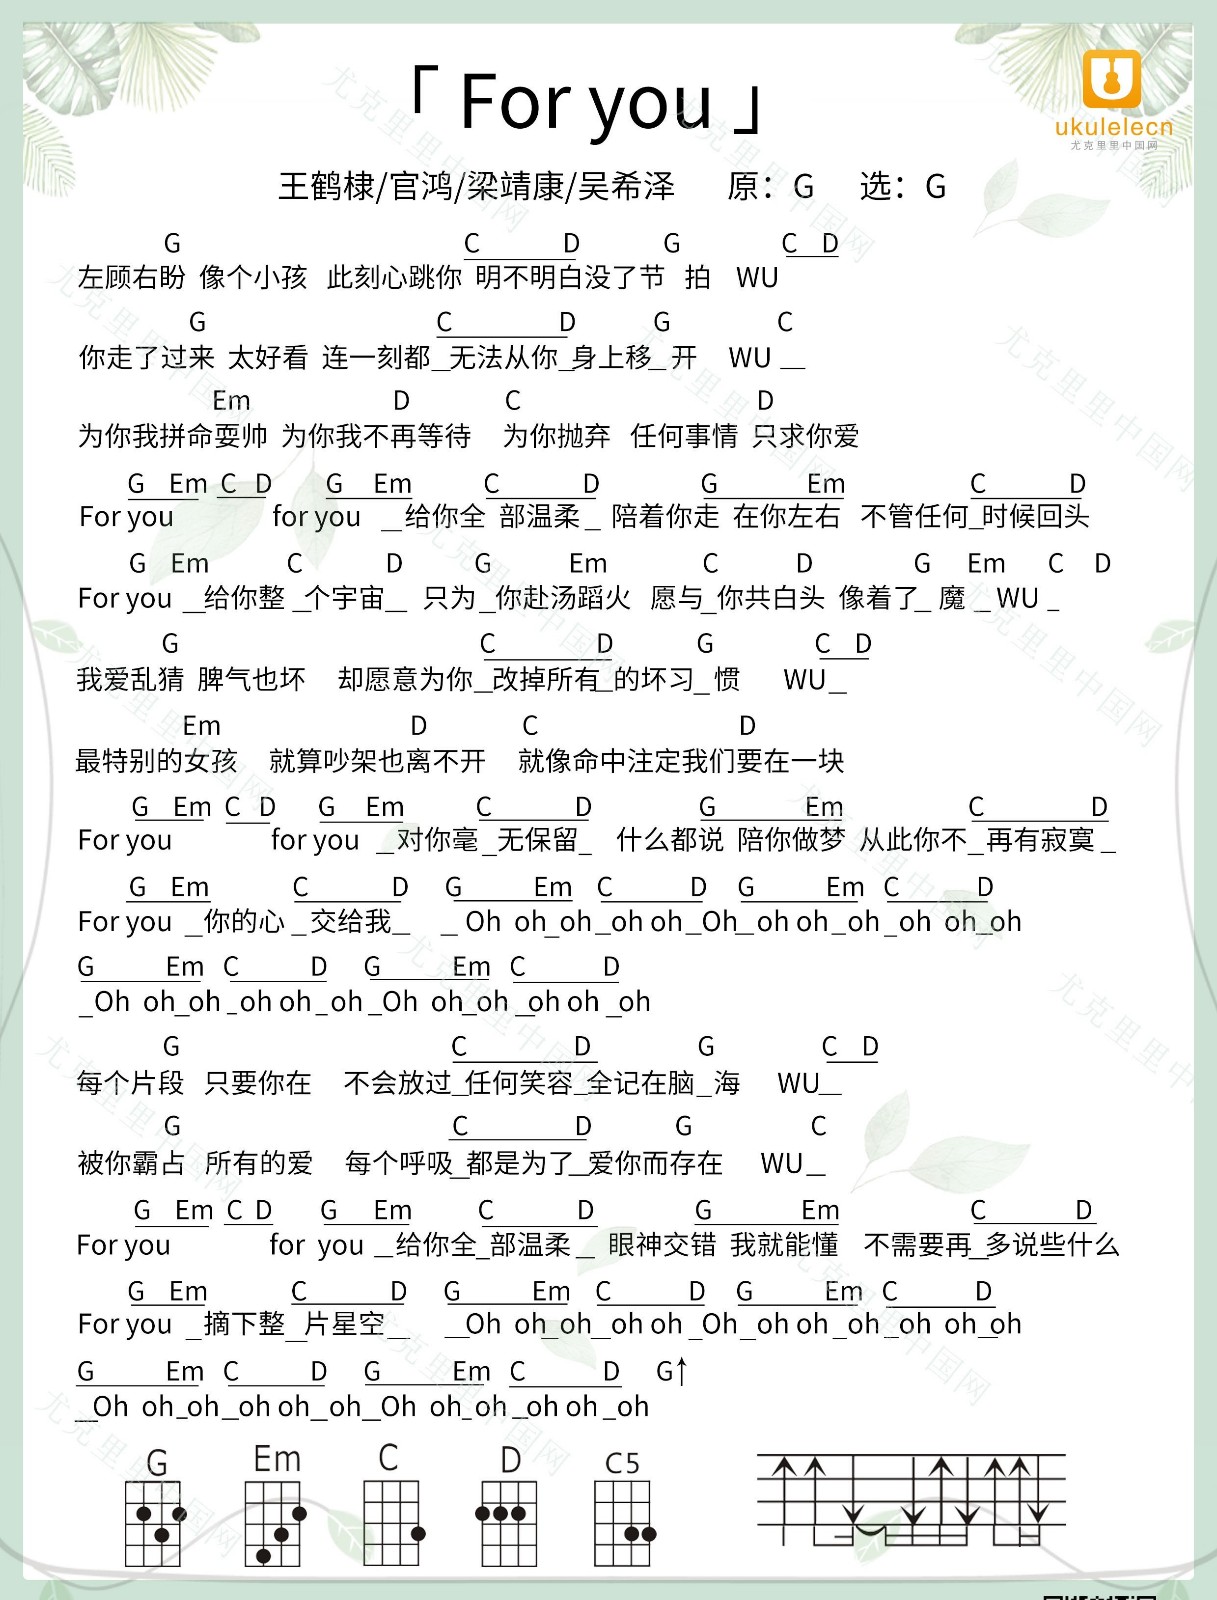 「 For you 」
ukulelecn
尤克里里中国网
王鹤棣/官鸿/梁靖康/吴希泽 原：G 选：G
G C D G C D
左顾右盼 像个小孩 此刻心跳你 明不明白没了节 拍 WU
G C D G C
你走了过来 太好看 连一刻都_无法从你_身上移_ 开 WU _
Em D C D
为你我拼命耍帅 为你我不再等待 为你抛弃 任何事情 只求你爱
G Em C D G Em C D G Em C D
For you for you _给你全 部温柔_ 陪着你走 在你左右 不管任何_时候回头
G Em C D G Em C D G Em C D
For you _给你整 _个宇宙_ 只为_你赴汤蹈火 愿与_你共白头 像着了_ 魔 _WU _
G C D G C D
我爱乱猜 脾气也坏 却愿意为你_改掉所有_的坏习_惯 WU_
Em D C D
最特别的女孩 就算吵架也离不开 就像命中注定我们要在一块
G Em C D G Em C D G Em C D
For you for you _对你毫_无保留_ 什么都说 陪你做梦 从此你不_再有寂寞_
G Em C D G Em C D G Em C D
For you _你的心 _交给我_ _ Oh oh_oh_oh oh_Oh_oh oh_oh_oh oh_oh
G Em C D G Em C D
_Oh oh_oh _oh oh_oh _Oh oh_oh _oh oh _oh
G C D G C D
每个片段 只要你在 不会放过_任何笑容_全记在脑_海 WU_
G C D G C
被你霸占 所有的爱 每个呼吸_都是为了_爱你而存在 WU_
G Em C D G Em C D G Em C D
For you for you _给你全_部温柔 _ 眼神交错 我就能懂 不需要再_多说些什么
G Em C D G Em C D G Em C D
For you _摘下整_片星空_ _Oh oh_oh_oh oh _Oh_oh oh _oh_oh oh_oh
G Em C D G Em C D G↑
_Oh oh_oh_oh oh_oh_Oh oh_oh _oh oh _oh
G Em C D C5